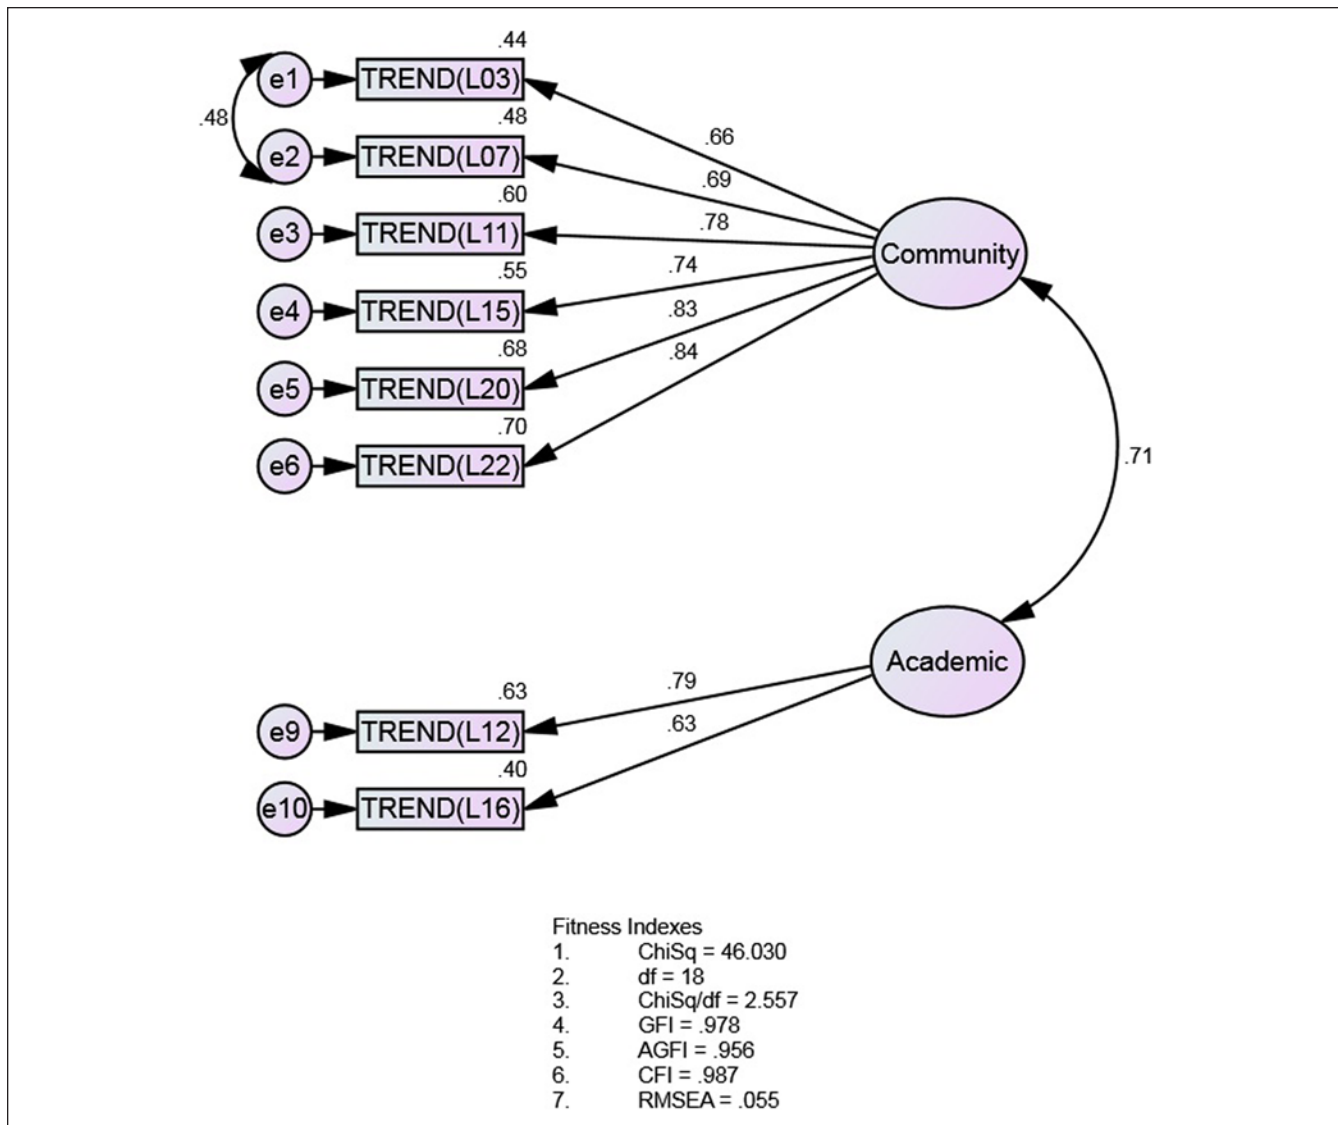 .44
e1 TREND(L03)
.48
.48
e2 TREND(L07)
.60
e3 TREND(L11)
.55
e4 TREND(L15)
.68
e5 TREND(L20)
.70
e6 TREND(L22)
.66
.69
.78
.74
.83
.84
Community
.71
Academic
.79
.63
.63
e9 TREND(L12)
.40
e10 TREND(L16)
Fitness Indexes
1. ChiSq = 46.030
2. df = 18
3. ChiSq/df = 2.557
4. GFI = .978
5. AGFI = .956
6. CFI = .987
7. RMSEA = .055